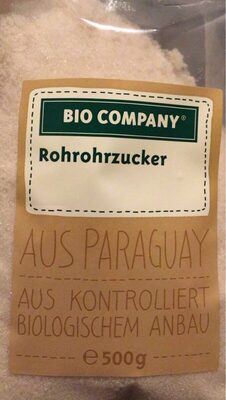 BIO COMPANY®
Rohrohrzucker
AUS PARAGUAY
AUS KONTROLLIERT
BIOLOGISCHEM ANBAU
℮ 500g